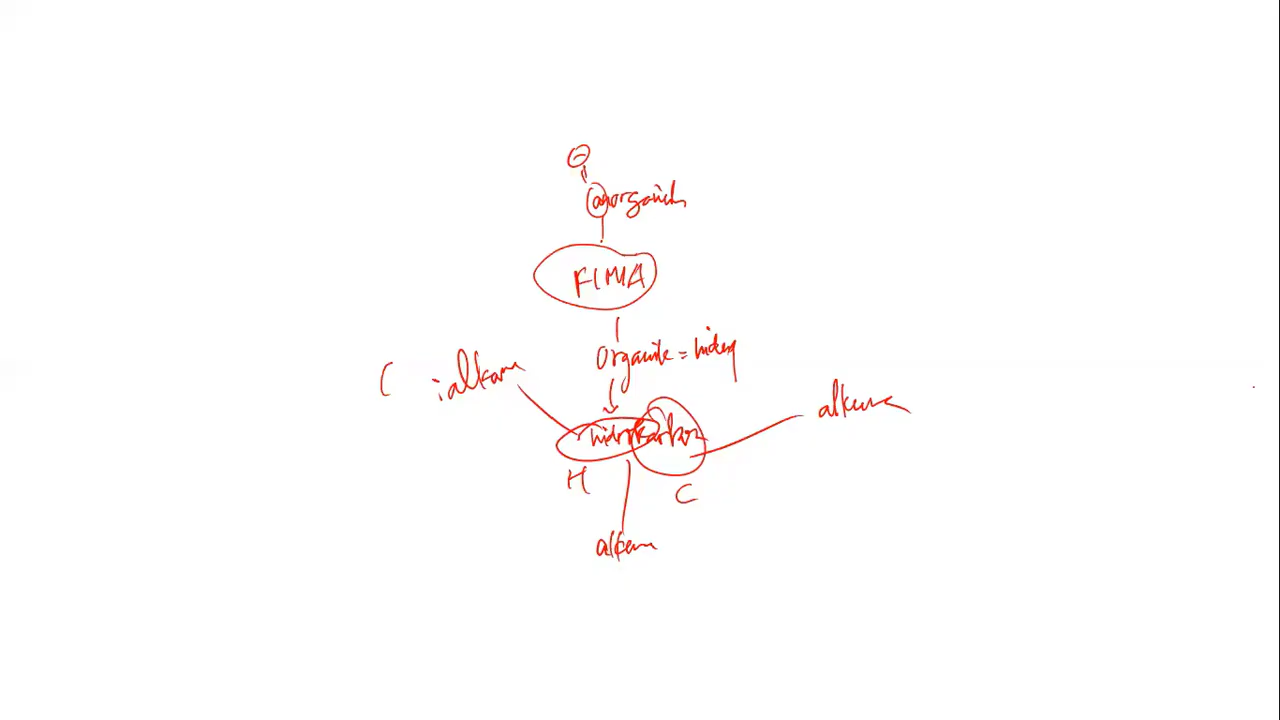 anorganik
KIMIA
Organik = hidup
C
: alkana
alkuna
hidrokarbon
H
C
alkena